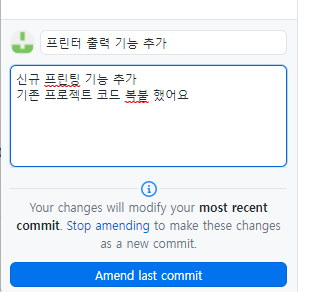 프린터 출력 기능 추가
신규 프린팅 기능 추가
기존 프로젝트 코드 복붙 했어요
Your changes will modify your most recent
commit. Stop amending to make these changes
as a new commit.
Amend last commit